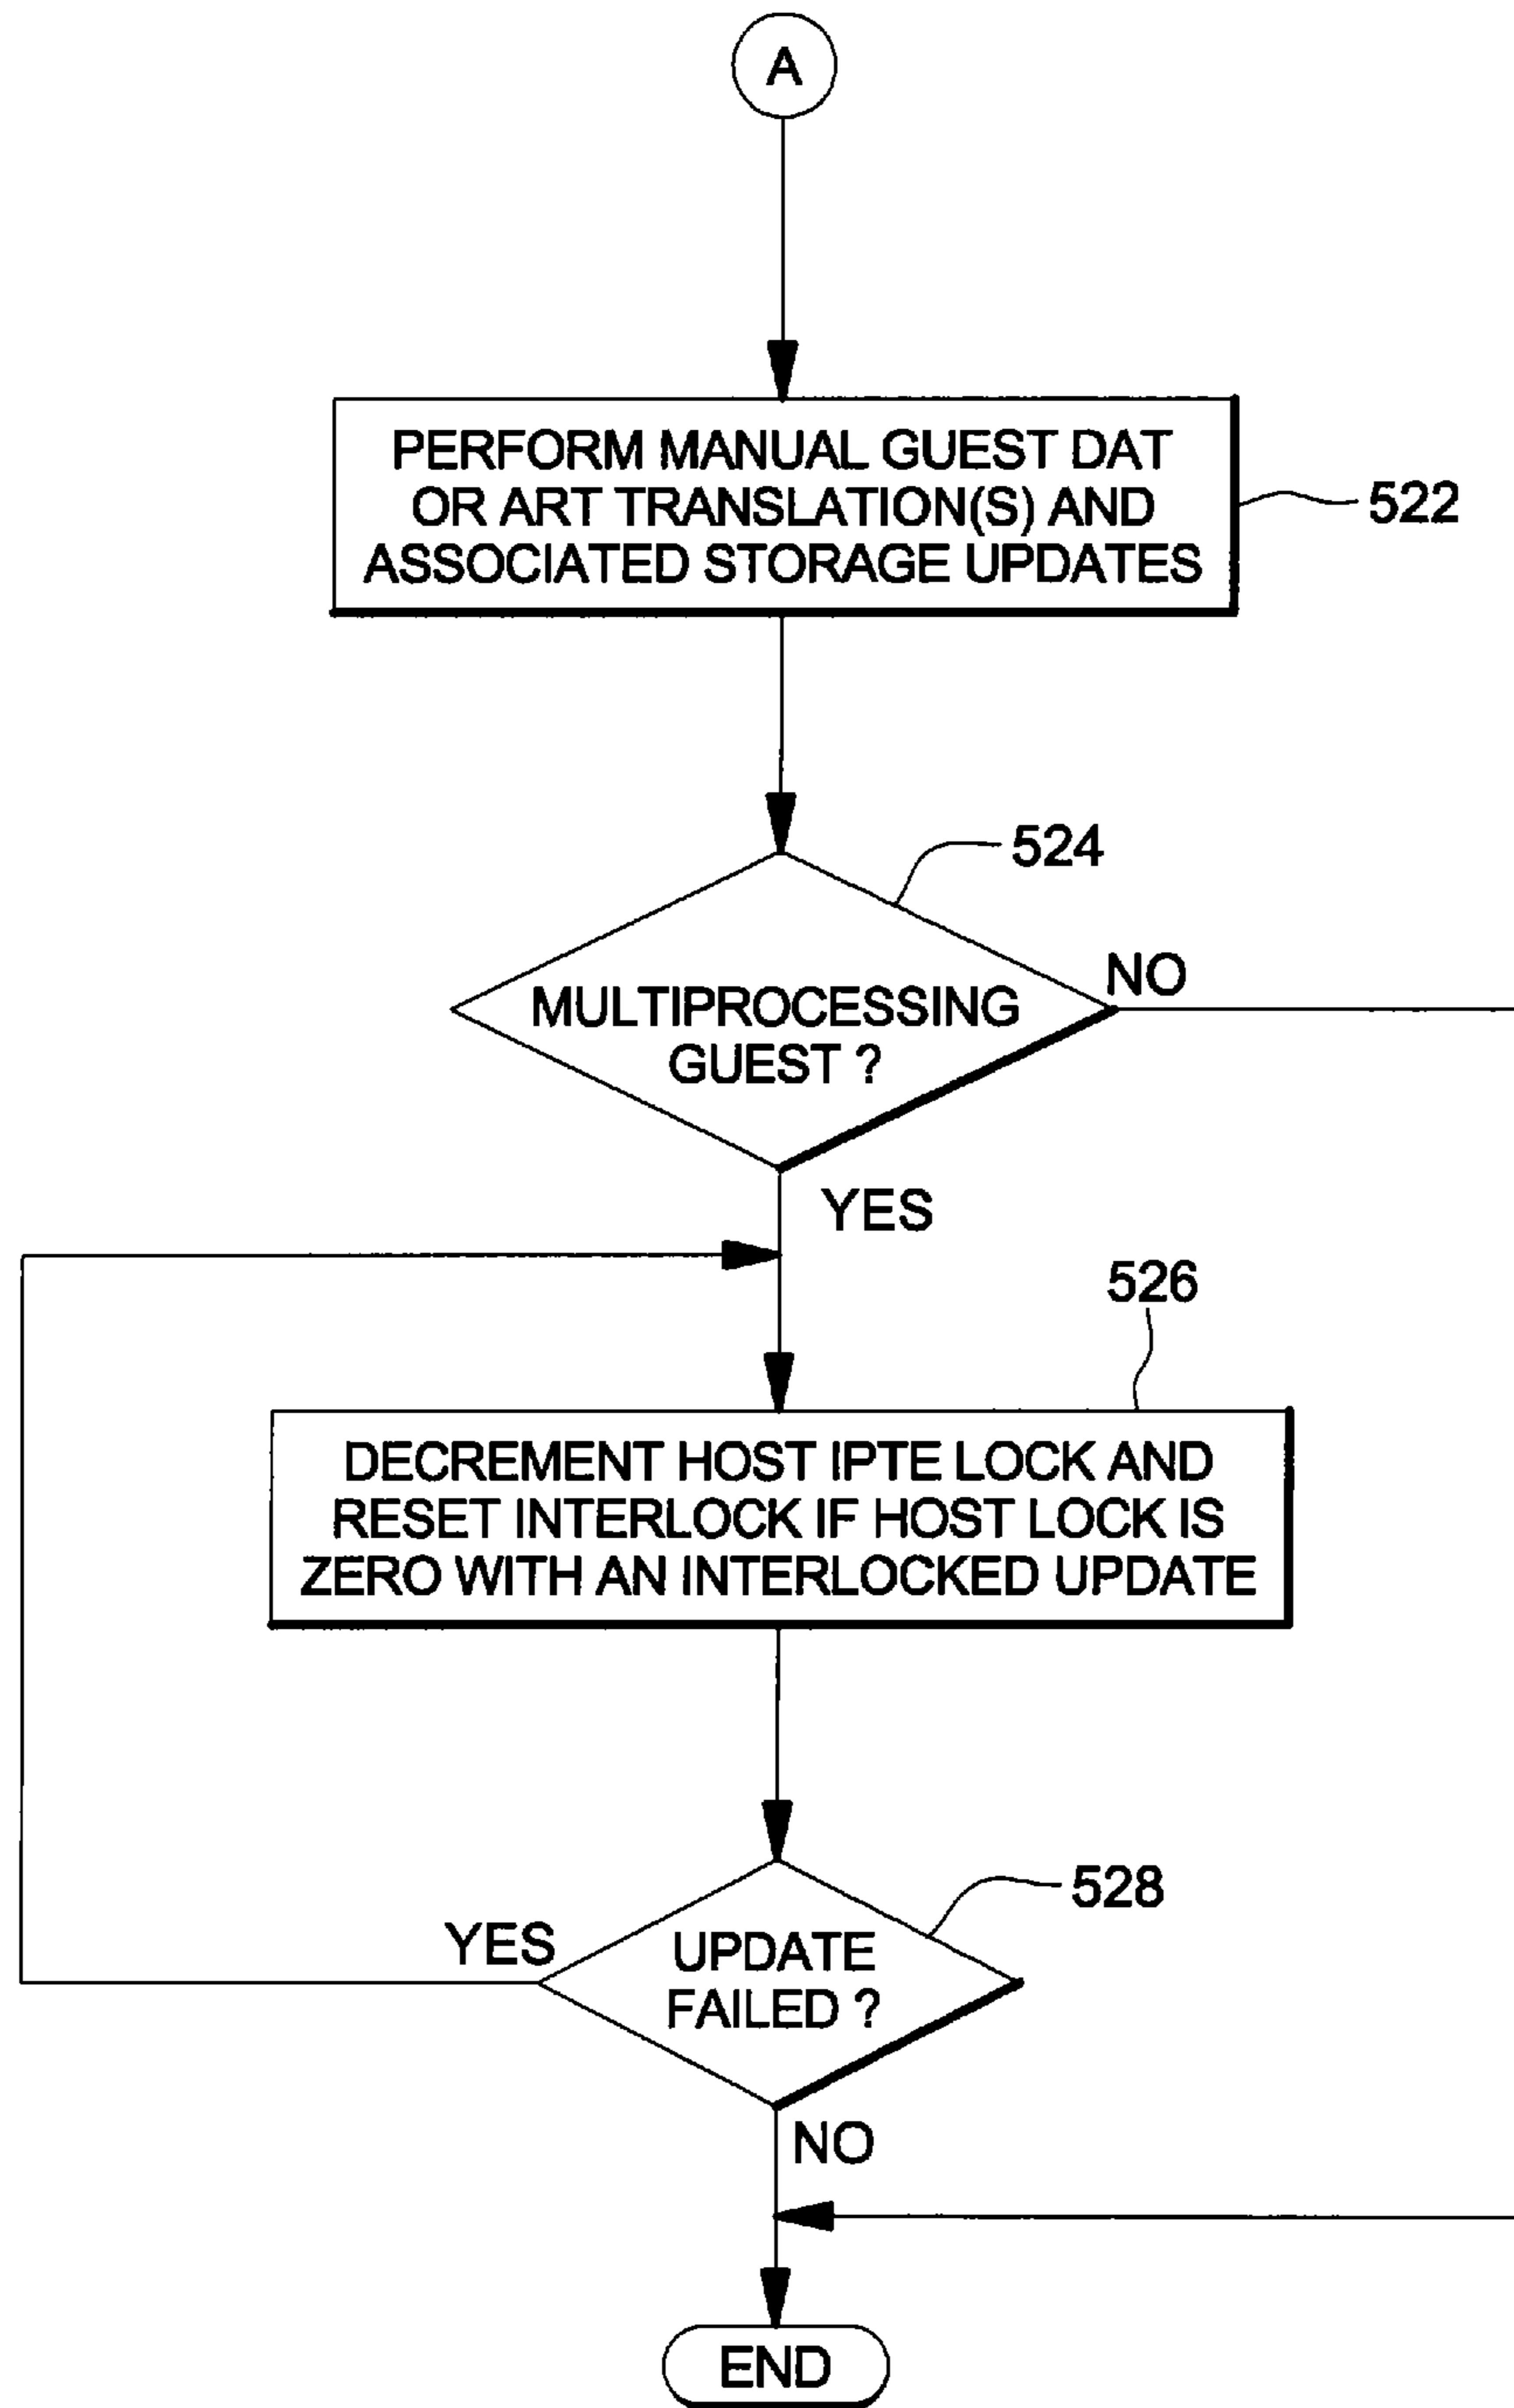 A
PERFORM MANUAL GUEST DAT
OR ART TRANSLATION(S) AND
ASSOCIATED STORAGE UPDATES
522
524
MULTIPROCESSING
GUEST ?
NO
YES
526
DECREMENT HOST IPTE LOCK AND
RESET INTERLOCK IF HOST LOCK IS
ZERO WITH AN INTERLOCKED UPDATE
528
UPDATE
FAILED ?
YES
NO
END